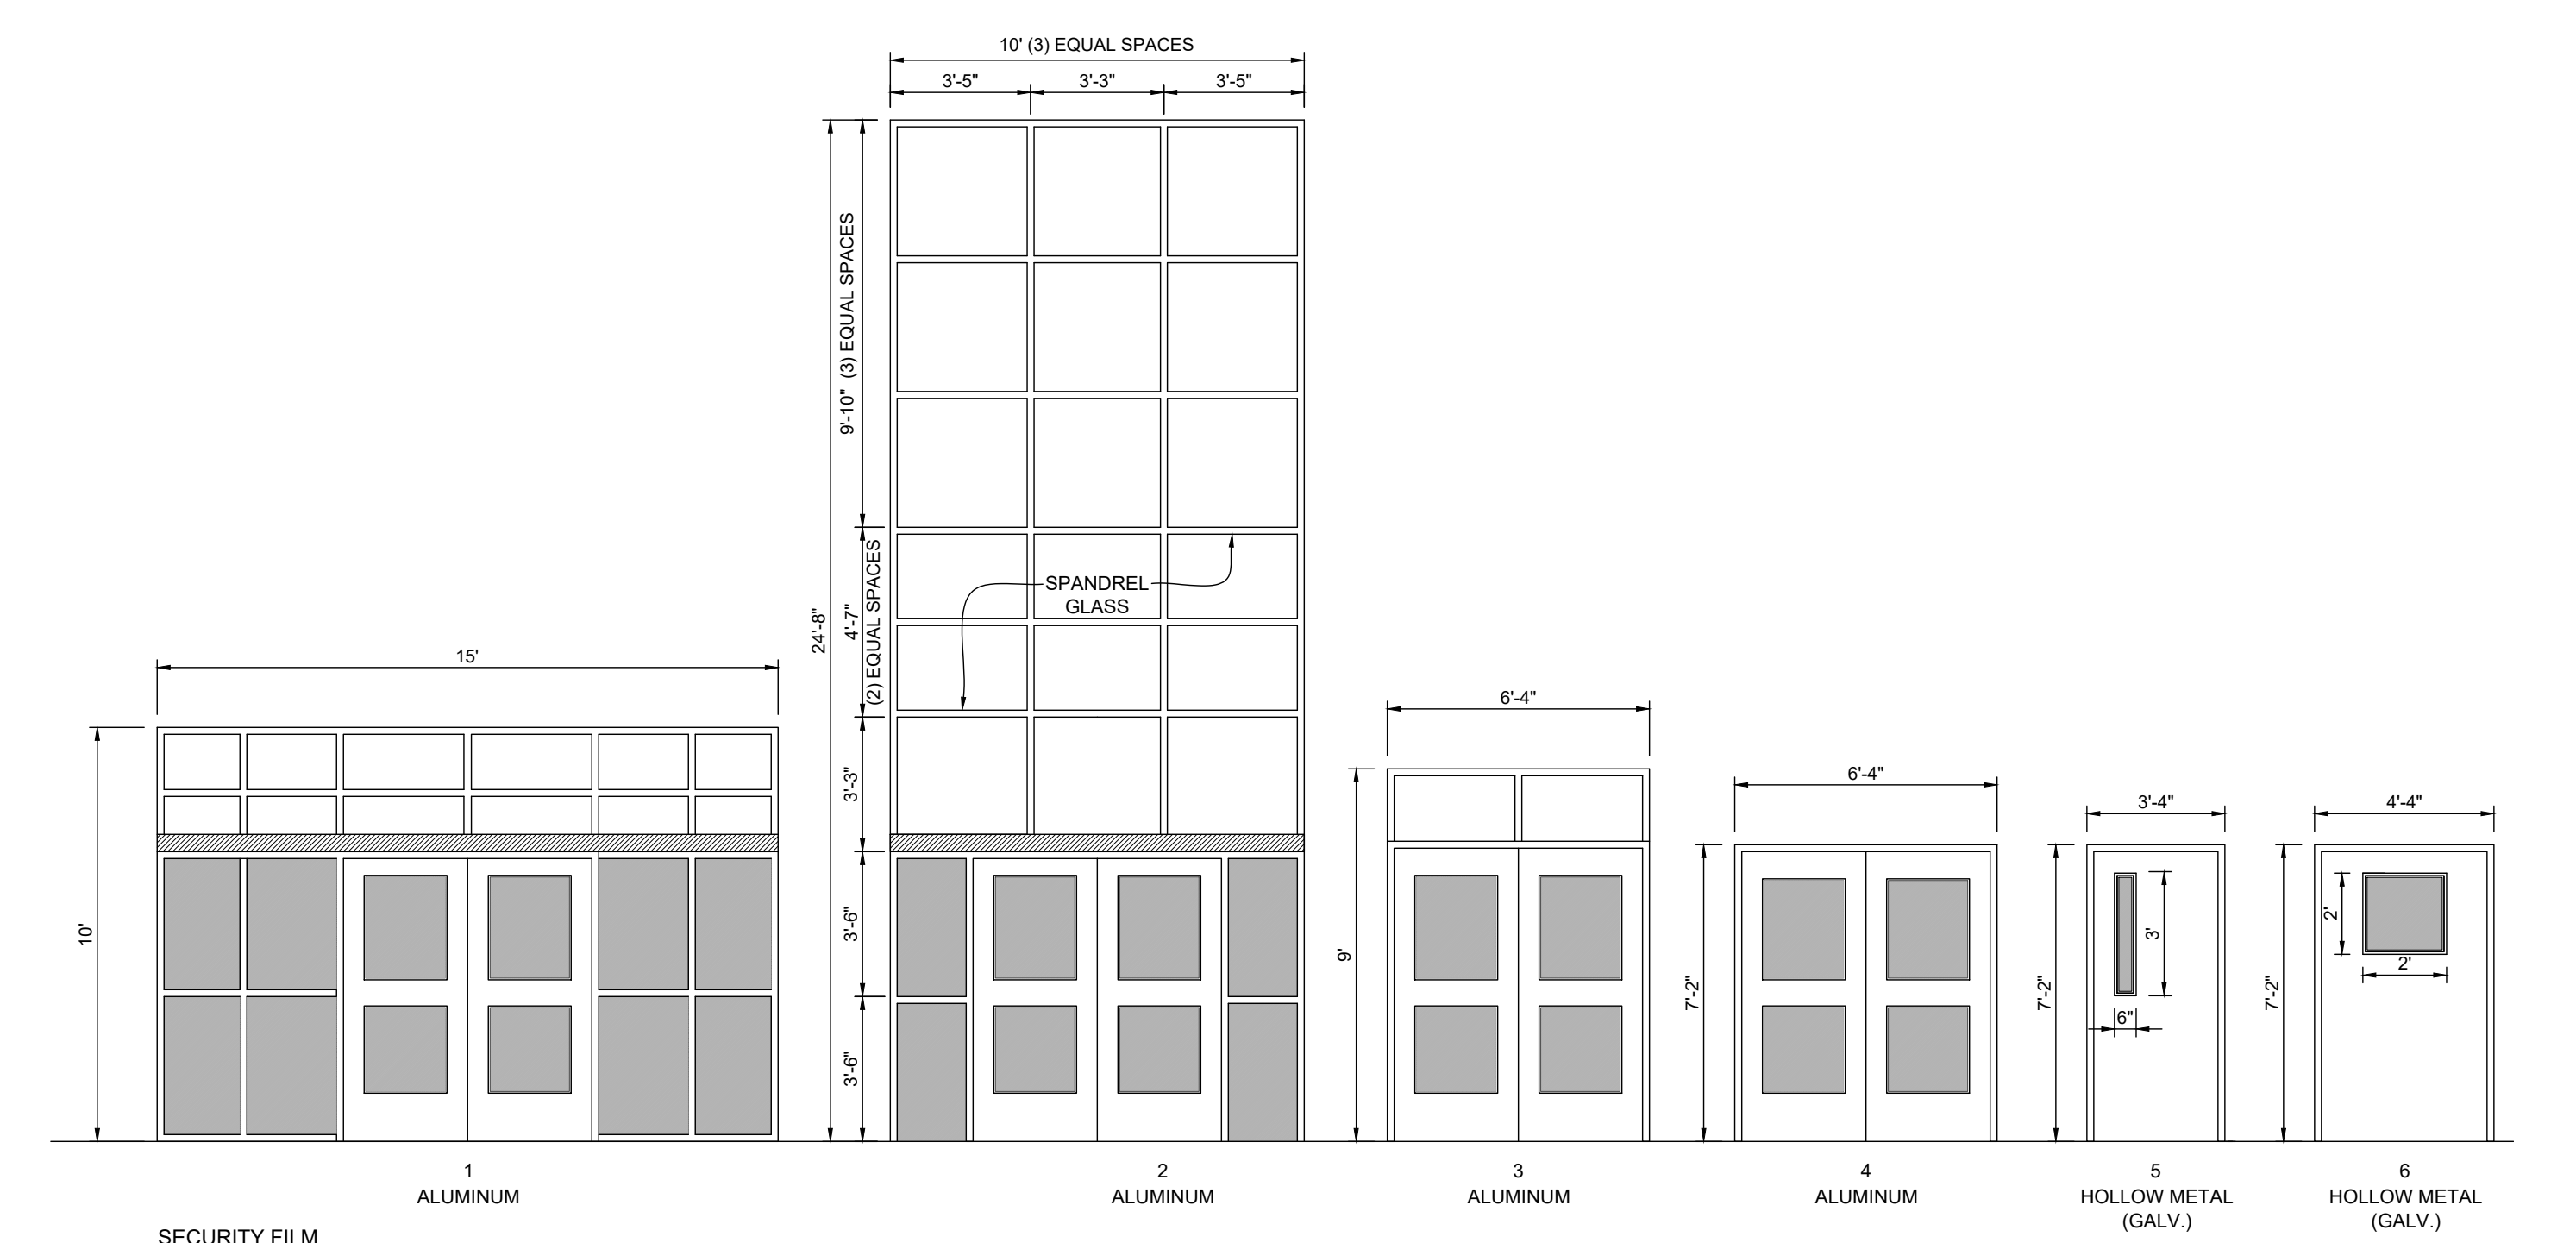 10' (3) EQUAL SPACES
3'-5"
3'-3"
3'-5"
9'-10" (3) EQUAL SPACES
24'-8"
4'-7"
(2) EQUAL SPACES
SPANDREL
GLASS
3'-3"
3'-6"
3'-6"
15'
10'
6'-4"
9'
6'-4"
7'-2"
3'-4"
7'-2"
3'
6"
4'-4"
7'-2"
2'
2'
1
ALUMINUM
2
ALUMINUM
3
ALUMINUM
4
ALUMINUM
5
HOLLOW METAL
(GALV.)
6
HOLLOW METAL
(GALV.)
SECURITY FILM